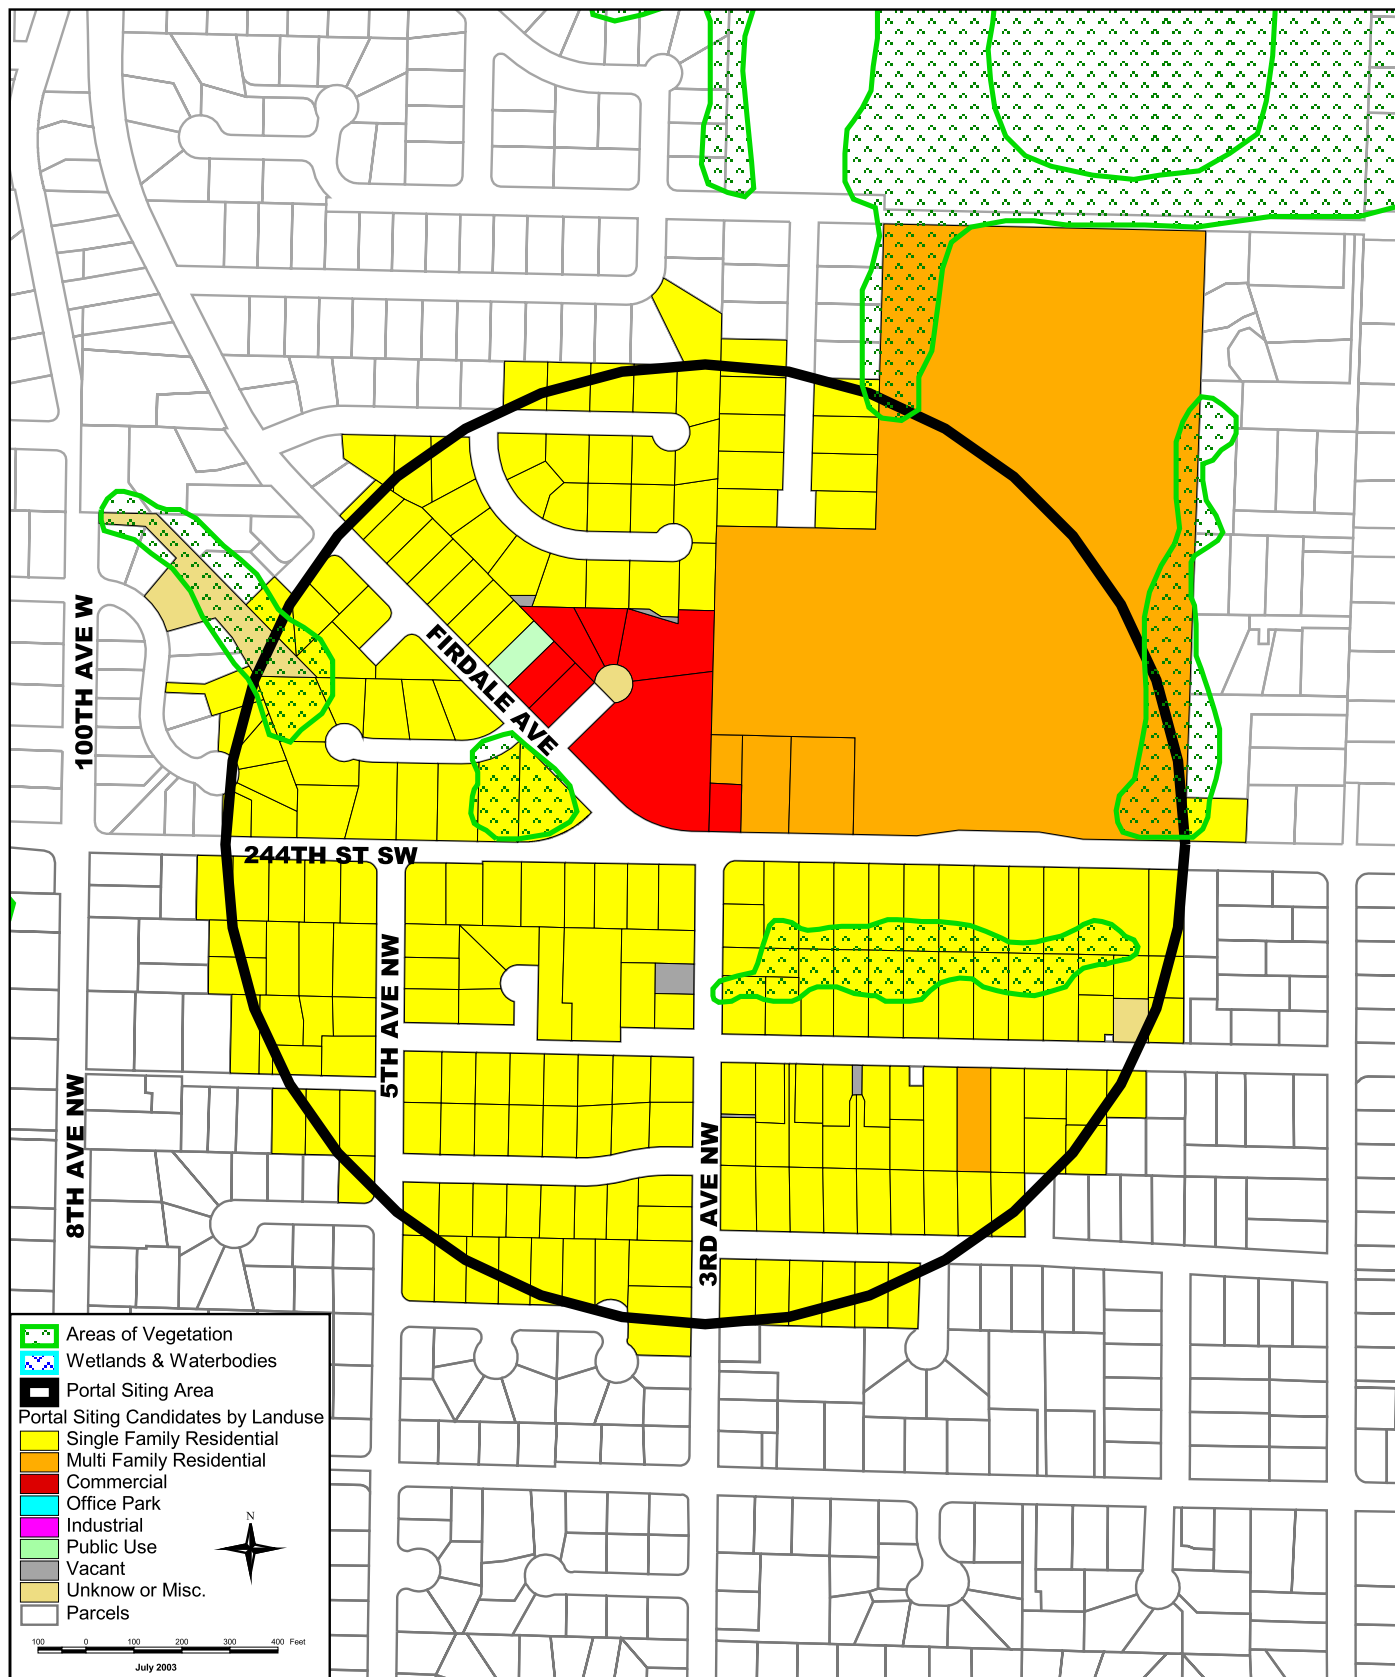 FIRDALE AVE
100TH AVE W
244TH ST SW
5TH AVE NW
8TH AVE NW
3RD AVE NW
Areas of Vegetation
Wetlands & Waterbodies
Portal Siting Area
Portal Siting Candidates by Landuse
Single Family Residential
Multi Family Residential
Commercial
Office Park
Industrial
Public Use
Vacant
Unknow or Misc.
Parcels
N
100 0 100 200 300 400 Feet
July 2003